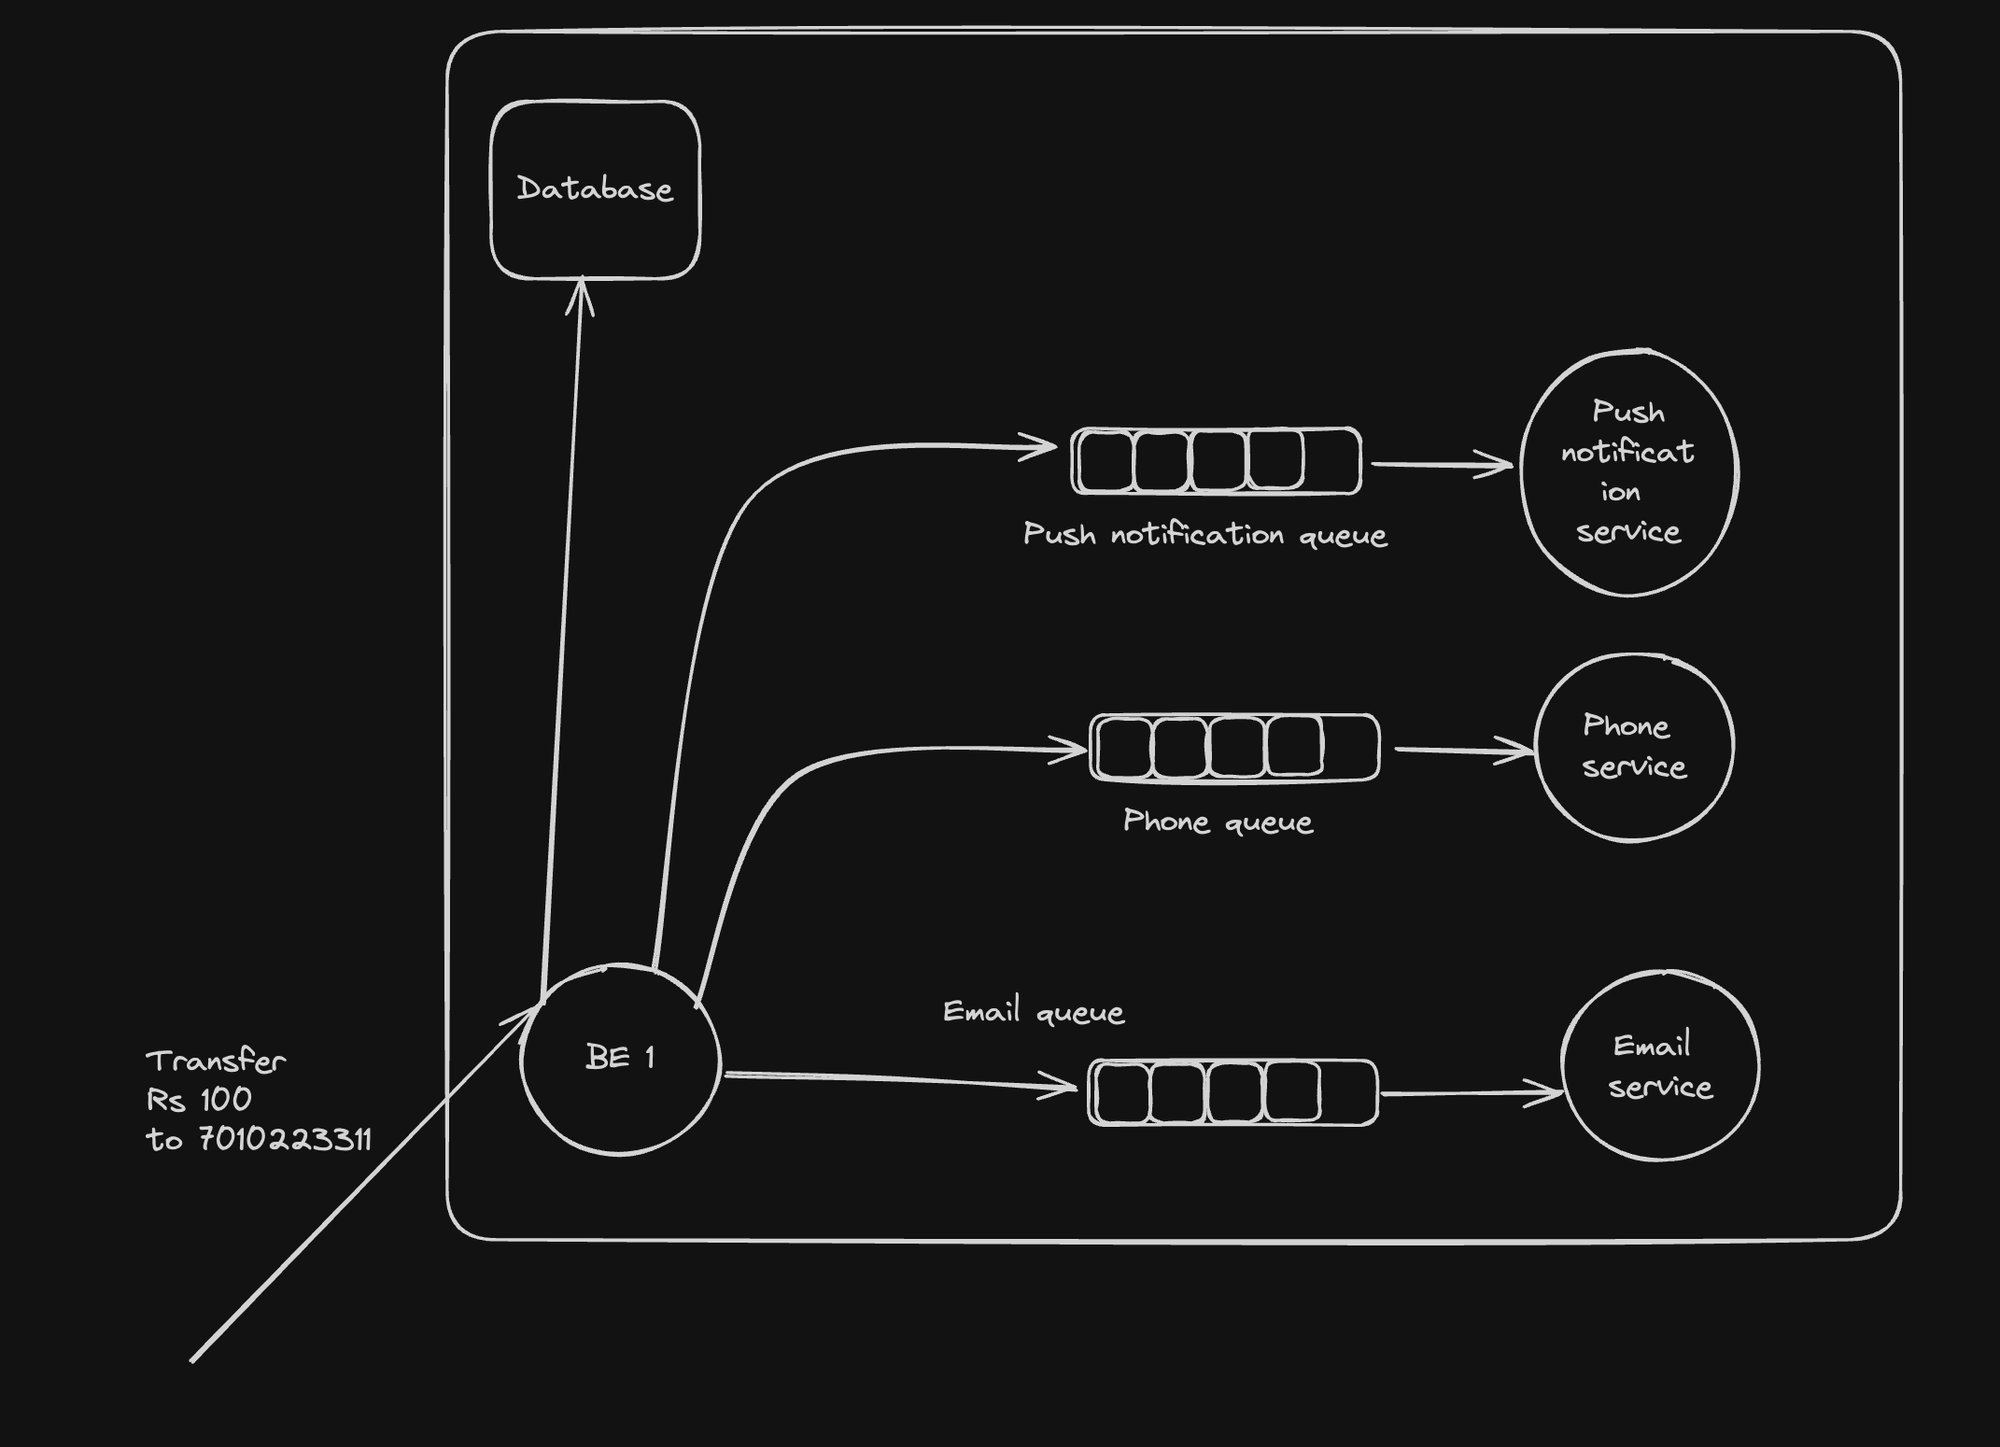 Database
Push
notificat
ion
service
Push notification queue
Phone
service
Phone queue
Email queue
Email
service
BE 1
Transfer
Rs 100
to 7010223311